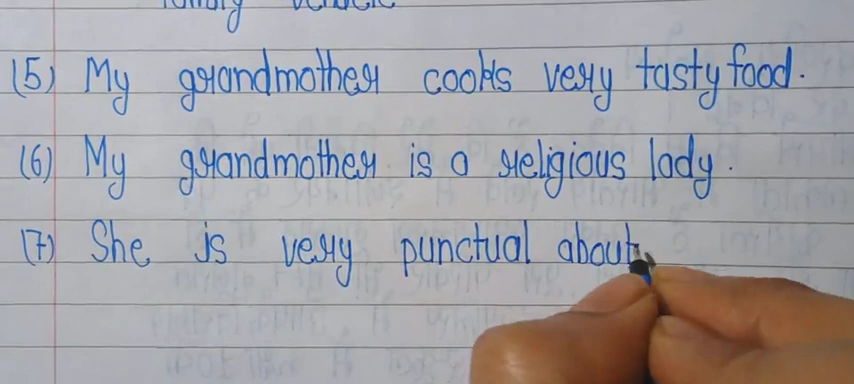 (5) My grandmother cooks very tasty food.
(6) My grandmother is a religious lady.
(7) She is very punctual about